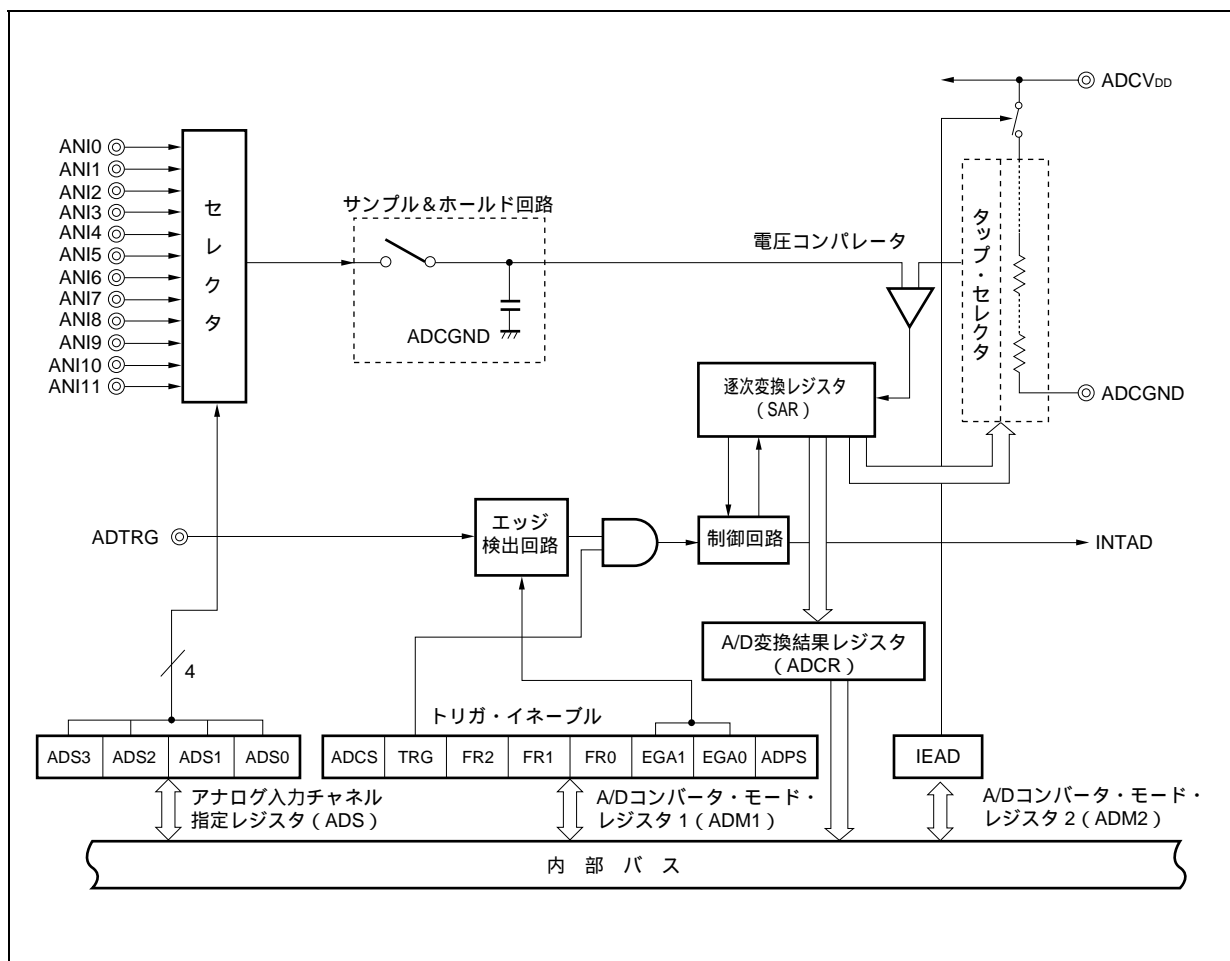 ADCVDD
ANI0
ANI1
ANI2
ANI3
ANI4
ANI5
ANI6
ANI7
ANI8
ANI9
ANI10
ANI11
セレクタ
サンプル＆ホールド回路
ADCGND
電圧コンパレータ
タップ・セレクタ
ADCGND
逐次変換レジスタ
（SAR）
ADTRG
エッジ
検出回路
制御回路
INTAD
A/D変換結果レジスタ
（ADCR）
4
トリガ・イネーブル
ADS3 ADS2 ADS1 ADS0
ADCS TRG FR2 FR1 FR0 EGA1 EGA0 ADPS
IEAD
アナログ入力チャネル
指定レジスタ（ADS）
A/Dコンバータ・モード・
レジスタ1（ADM1）
A/Dコンバータ・モード・
レジスタ2（ADM2）
内部バス